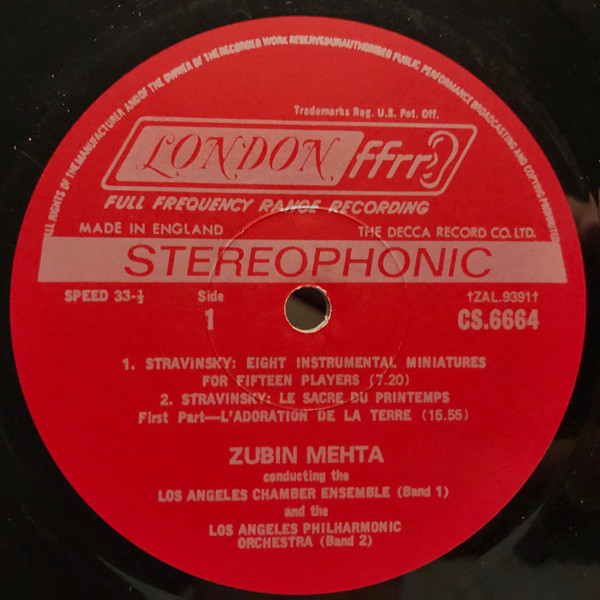 ALL RIGHTS OF THE MANUFACTURER AND OF THE OWNER OF THE RECORDED WORK RESERVED UNAUTHORISED PUBLIC PERFORMANCE BROADCASTING AND COPYING PROHIBITED
Trademarks Reg. U.S. Pat. Off.
LONDON ffrr
FULL FREQUENCY RANGE RECORDING
MADE IN ENGLAND THE DECCA RECORD CO. LTD.
STEREOPHONIC
SPEED 33-⅓ Side †ZAL.9391†
1 CS.6664
1. STRAVINSKY: EIGHT INSTRUMENTAL MINIATURES
FOR FIFTEEN PLAYERS (7.20)
2. STRAVINSKY: LE SACRE DU PRINTEMPS
First Part—L'ADORATION DE LA TERRE (15.55)
ZUBIN MEHTA
conducting the
LOS ANGELES CHAMBER ENSEMBLE (Band 1)
and the
LOS ANGELES PHILHARMONIC
ORCHESTRA (Band 2)